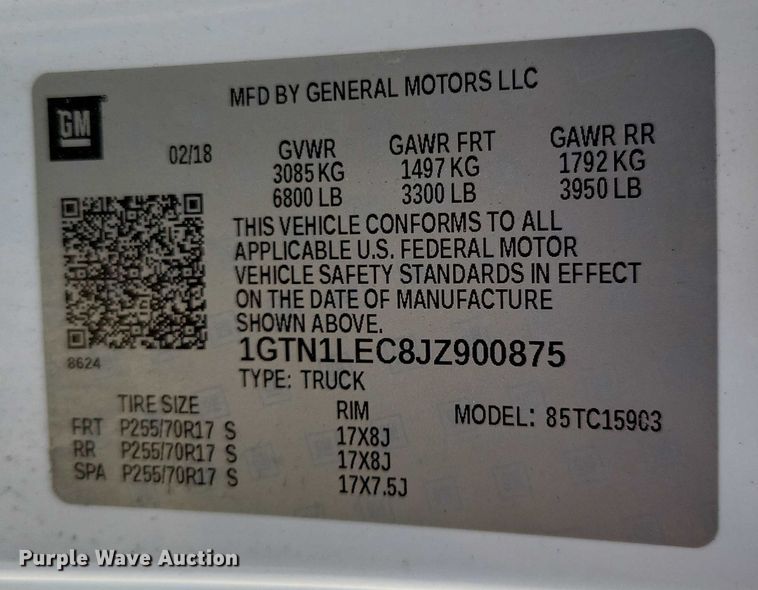 MFD BY GENERAL MOTORS LLC
GM
02/18
GVWR GAWR FRT GAWR RR
3085 KG 1497 KG 1792 KG
6800 LB 3300 LB 3950 LB
THIS VEHICLE CONFORMS TO ALL
APPLICABLE U.S. FEDERAL MOTOR
VEHICLE SAFETY STANDARDS IN EFFECT
ON THE DATE OF MANUFACTURE
SHOWN ABOVE.
8624
1GTN1LEC8JZ900875
TYPE: TRUCK
TIRE SIZE RIM MODEL: 85TC15903
FRT P255/70R17 S 17X8J
RR P255/70R17 S 17X8J
SPA P255/70R17 S 17X7.5J
Purple Wave Auction